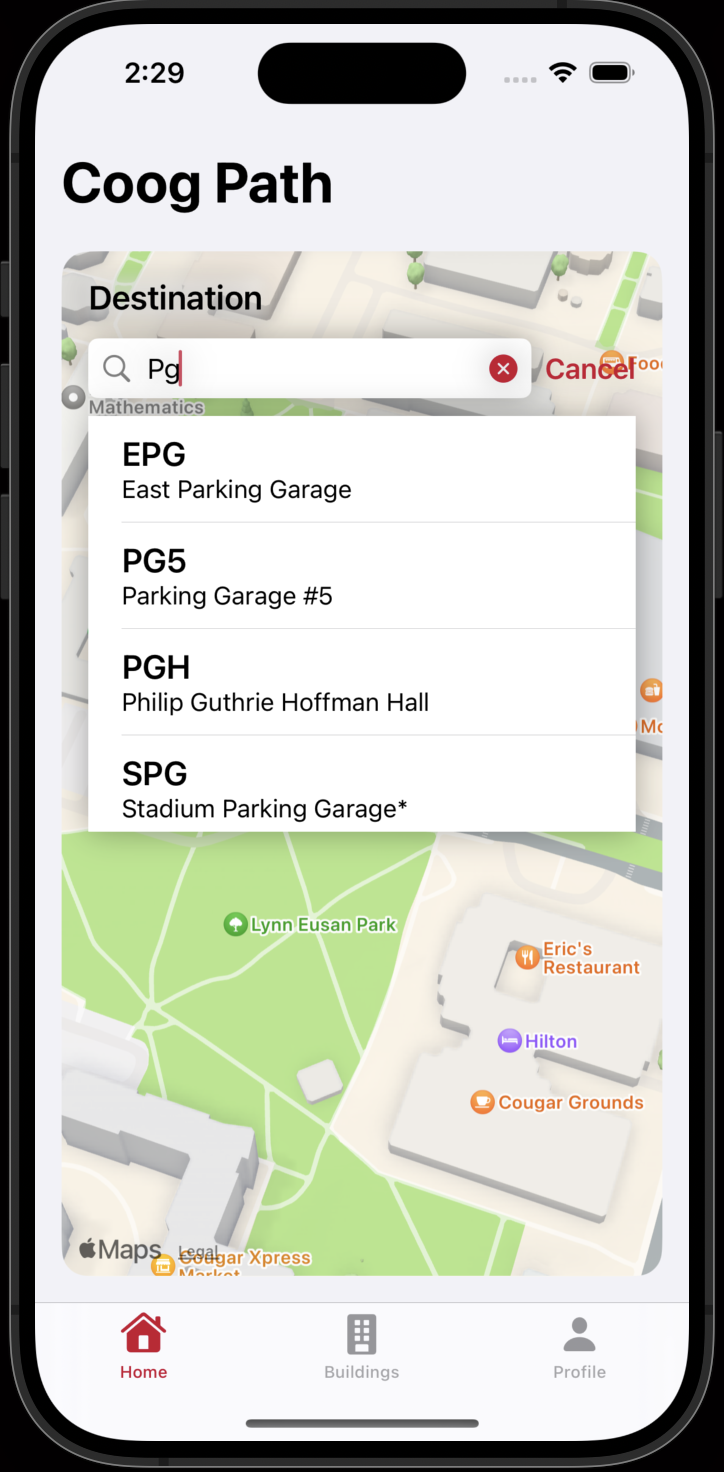 2:29
Coog Path
Destination
Pg
Cancel
Mathematics
EPG
East Parking Garage
PG5
Parking Garage #5
PGH
Philip Guthrie Hoffman Hall
SPG
Stadium Parking Garage*
Lynn Eusan Park
Eric's
Restaurant
Hilton
Cougar Grounds
Maps
Legal
Cougar Xpress
Market
Home
Buildings
Profile